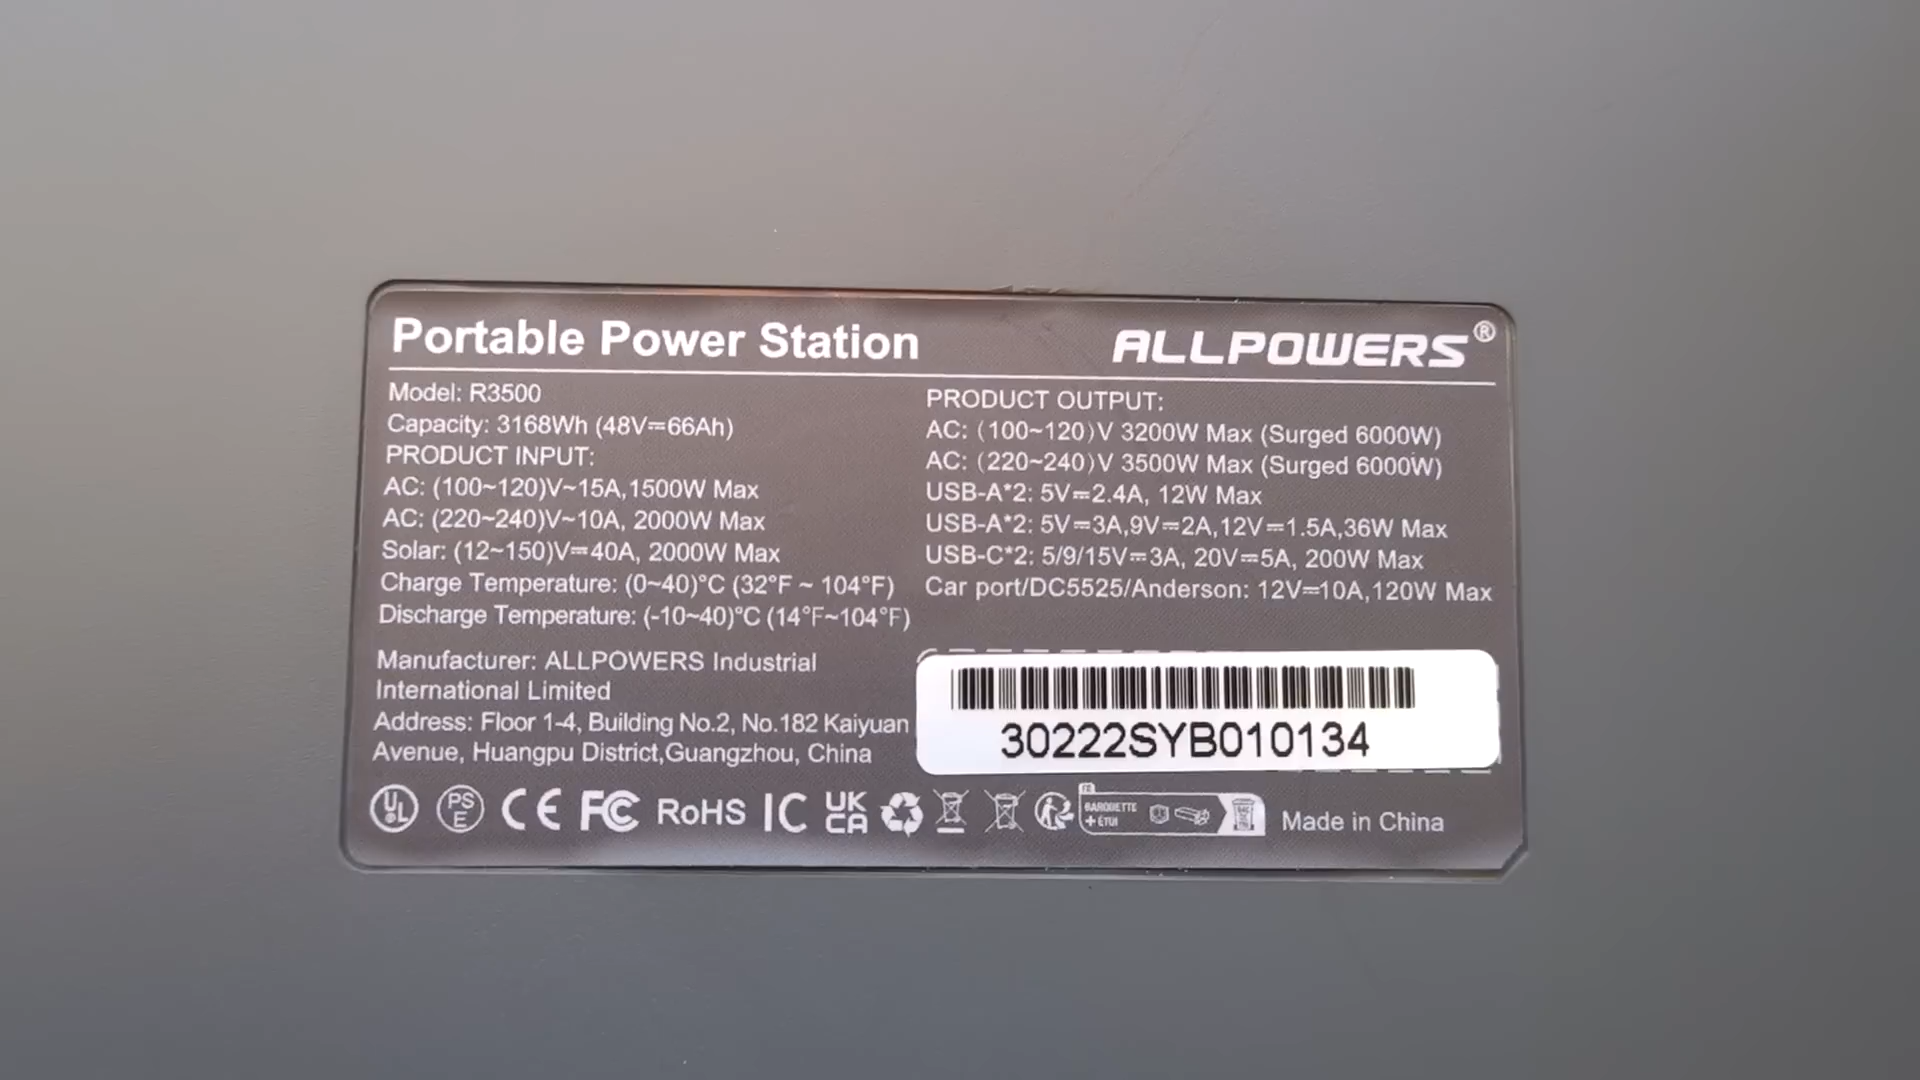 Portable Power Station
ALLPOWERS®
Model: R3500
Capacity: 3168Wh (48V⎓66Ah)
PRODUCT INPUT:
AC: (100~120)V~15A,1500W Max
AC: (220~240)V~10A, 2000W Max
Solar: (12~150)V⎓40A, 2000W Max
Charge Temperature: (0~40)°C (32°F ~ 104°F)
Discharge Temperature: (-10~40)°C (14°F~104°F)
Manufacturer: ALLPOWERS Industrial
International Limited
Address: Floor 1-4, Building No.2, No.182 Kaiyuan
Avenue, Huangpu District,Guangzhou, China
PRODUCT OUTPUT:
AC: (100~120)V 3200W Max (Surged 6000W)
AC: (220~240)V 3500W Max (Surged 6000W)
USB-A*2: 5V⎓2.4A, 12W Max
USB-A*2: 5V⎓3A,9V⎓2A,12V⎓1.5A,36W Max
USB-C*2: 5/9/15V⎓3A, 20V⎓5A, 200W Max
Car port/DC5525/Anderson: 12V⎓10A,120W Max
30222SYB010134
UL PSE CE FC RoHS IC UKCA
FR
BARQUETTE
+ ÉTUI
Made in China